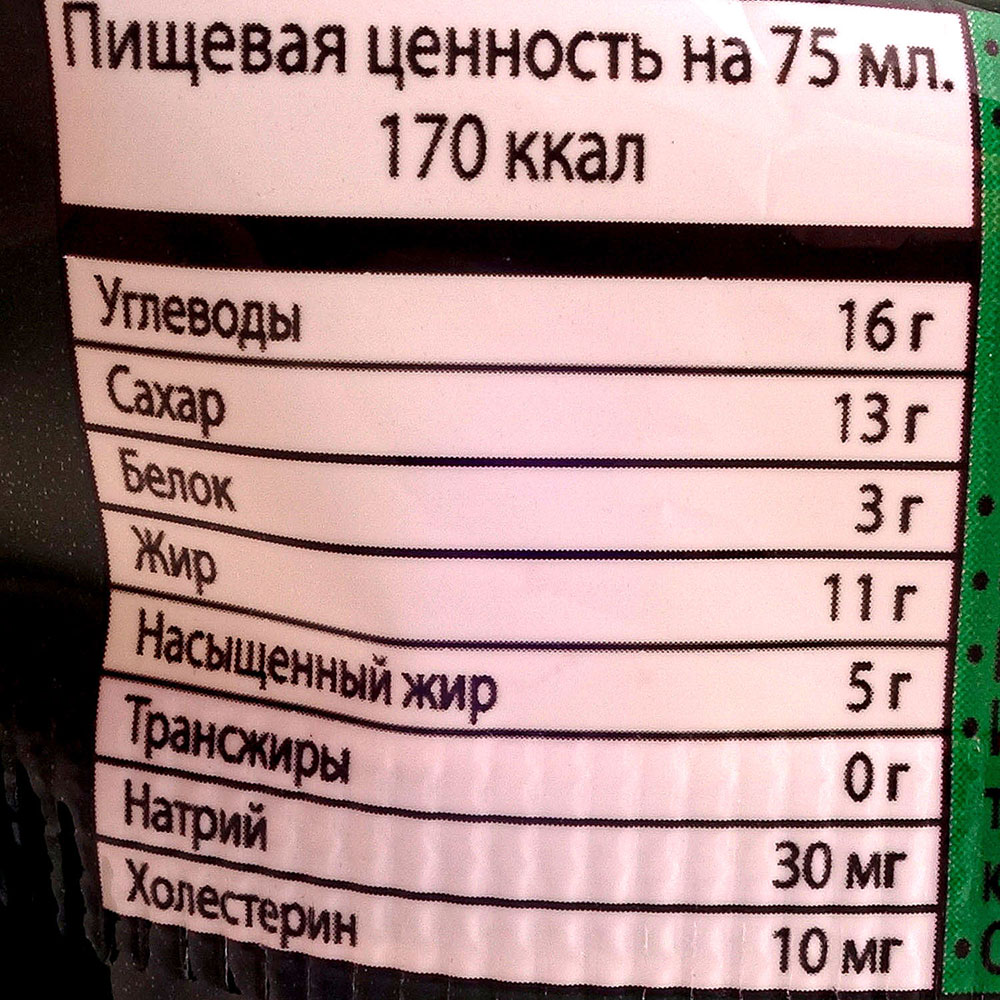 Пищевая ценность на 75 мл.
170 ккал
Углеводы 16 г
Сахар 13 г
Белок 3 г
Жир 11 г
Насыщенный жир 5 г
Трансжиры 0 г
Натрий 30 мг
Холестерин 10 мг